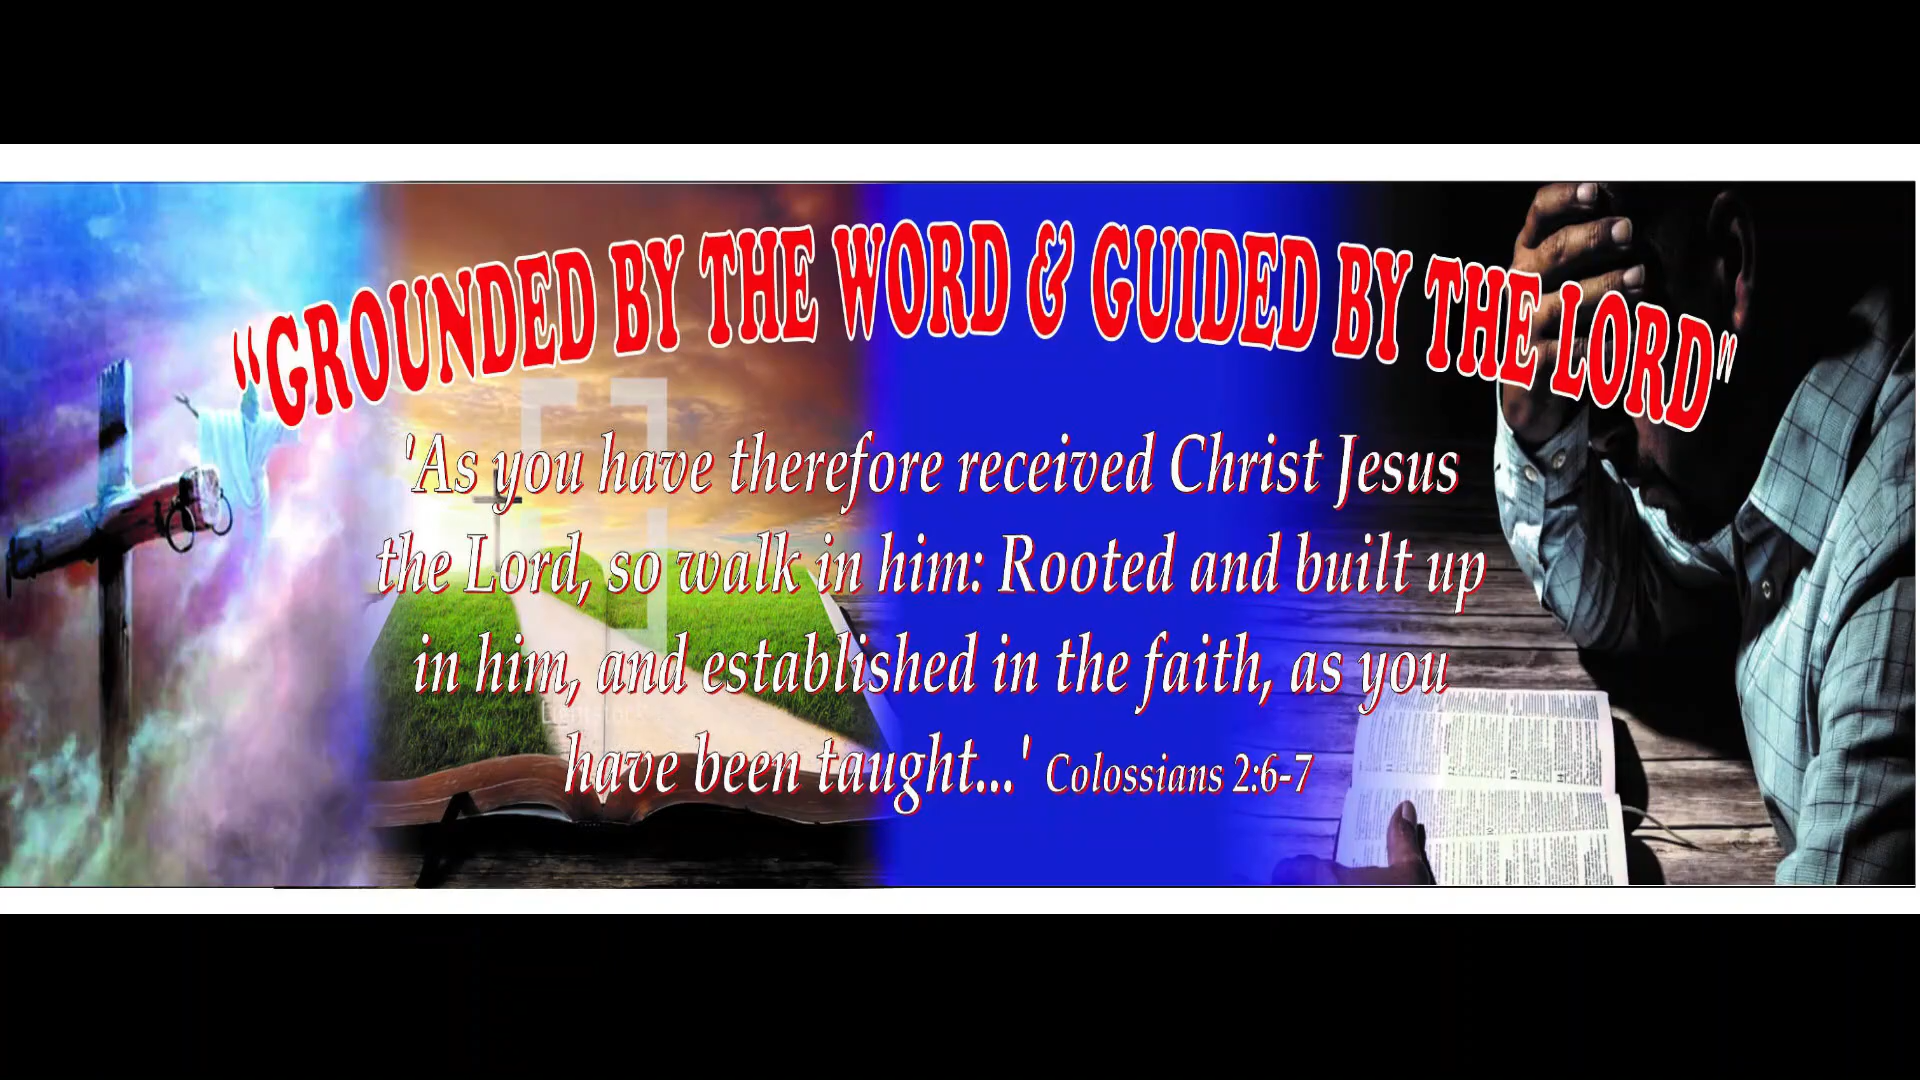 “GROUNDED BY THE WORD & GUIDED BY THE LORD"
'As you have therefore received Christ Jesus
the Lord, so walk in him: Rooted and built up
in him, and established in the faith, as you
have been taught...' Colossians 2:6-7